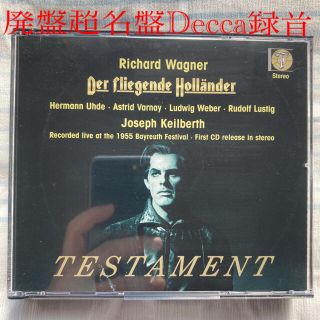 廃盤超名盤Decca録音
Richard Wagner
Stereo
Der fliegende Holländer
Hermann Uhde · Astrid Varnay · Ludwig Weber · Rudolf Lustig
Joseph Keilberth
Recorded live at the 1955 Bayreuth Festival · First CD release in stereo
TESTAMENT